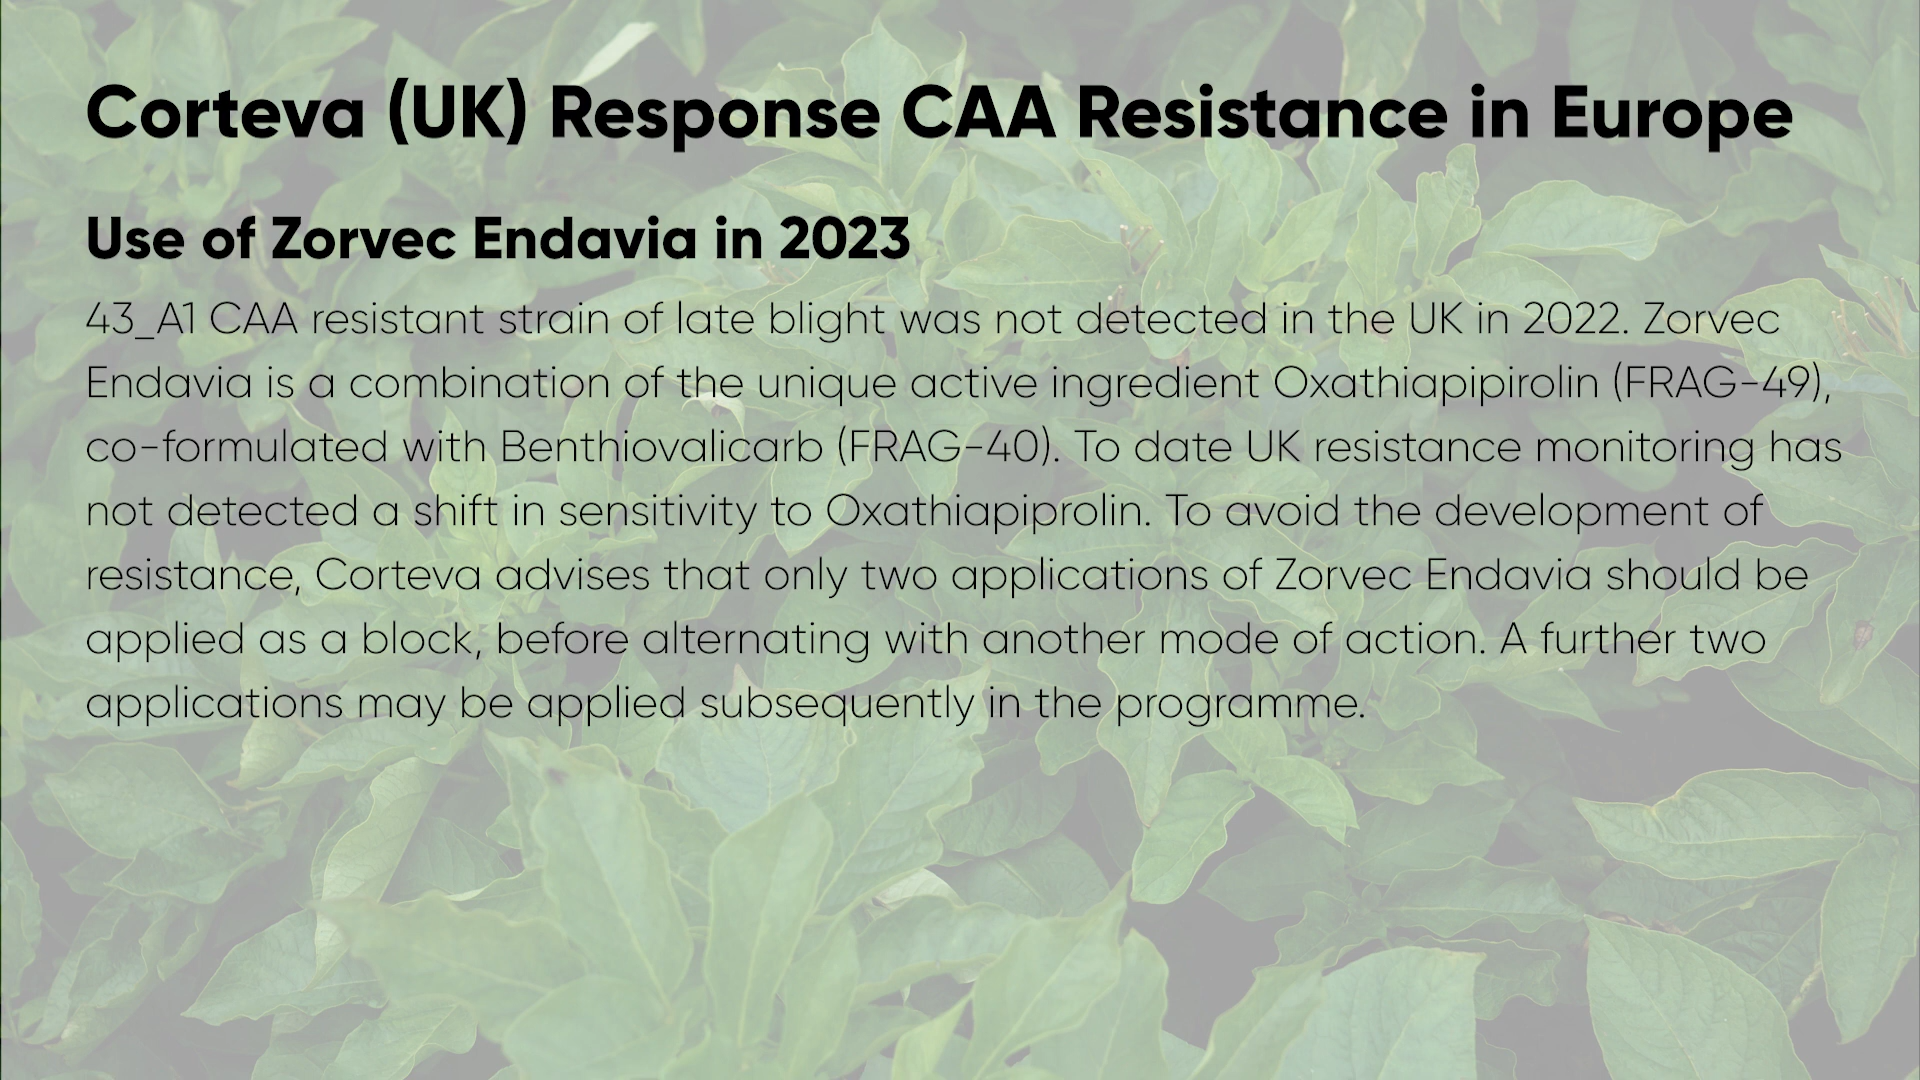 Corteva (UK) Response CAA Resistance in Europe
Use of Zorvec Endavia in 2023
43_A1 CAA resistant strain of late blight was not detected in the UK in 2022. Zorvec
Endavia is a combination of the unique active ingredient Oxathiapipirolin (FRAG-49),
co-formulated with Benthiovalicarb (FRAG-40). To date UK resistance monitoring has
not detected a shift in sensitivity to Oxathiapiprolin. To avoid the development of
resistance, Corteva advises that only two applications of Zorvec Endavia should be
applied as a block, before alternating with another mode of action. A further two
applications may be applied subsequently in the programme.